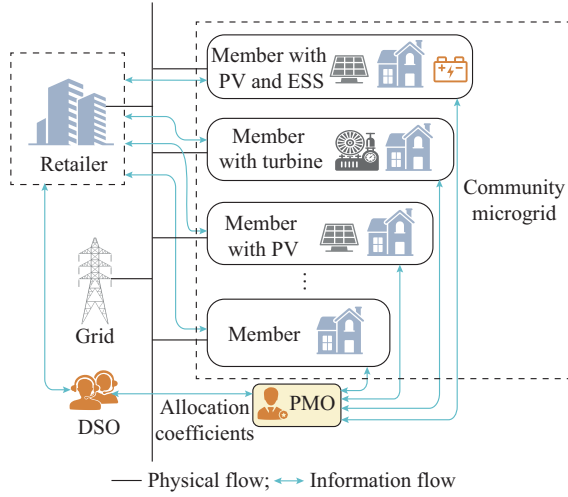 Member with
PV and ESS
Retailer
Member
with turbine
Community
microgrid
Member
with PV
⋮
Grid
Member
DSO
Allocation
coefficients
PMO
Physical flow; Information flow